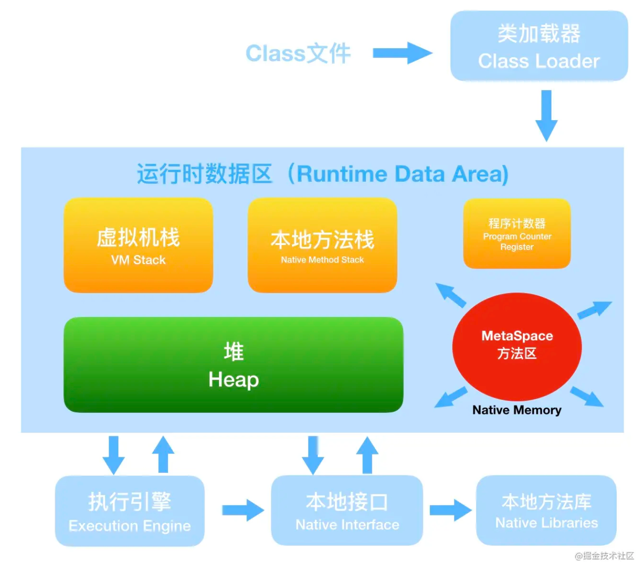 Class文件
类加载器
Class Loader
运行时数据区（Runtime Data Area)
虚拟机栈
VM Stack
本地方法栈
Native Method Stack
程序计数器
Program Counter
Register
堆
Heap
MetaSpace
方法区
Native Memory
执行引擎
Execution Engine
本地接口
Native Interface
本地方法库
Native Libraries
@掘金技术社区